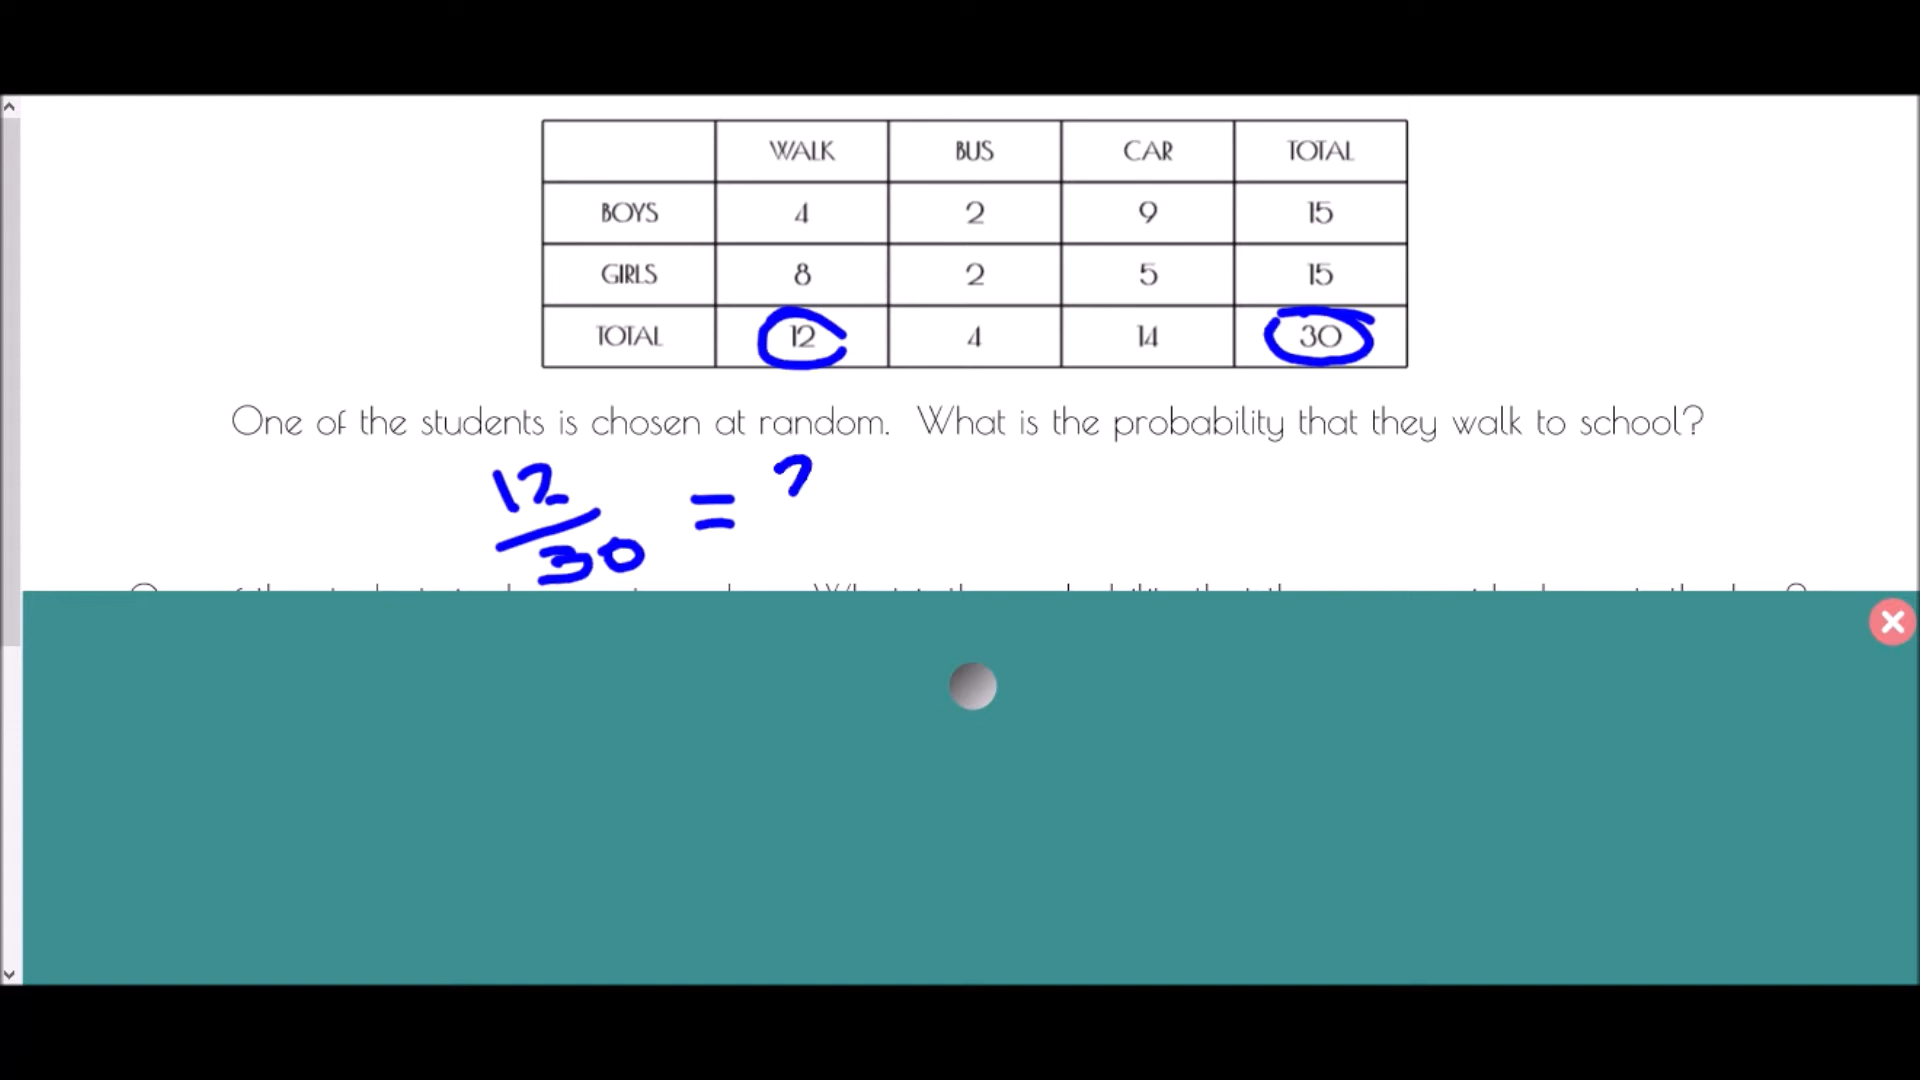 WALK BUS CAR TOTAL
BOYS 4 2 9 15
GIRLS 8 2 5 15
TOTAL 12 4 14 30
One of the students is chosen at random. What is the probability that they walk to school?
12
30
=